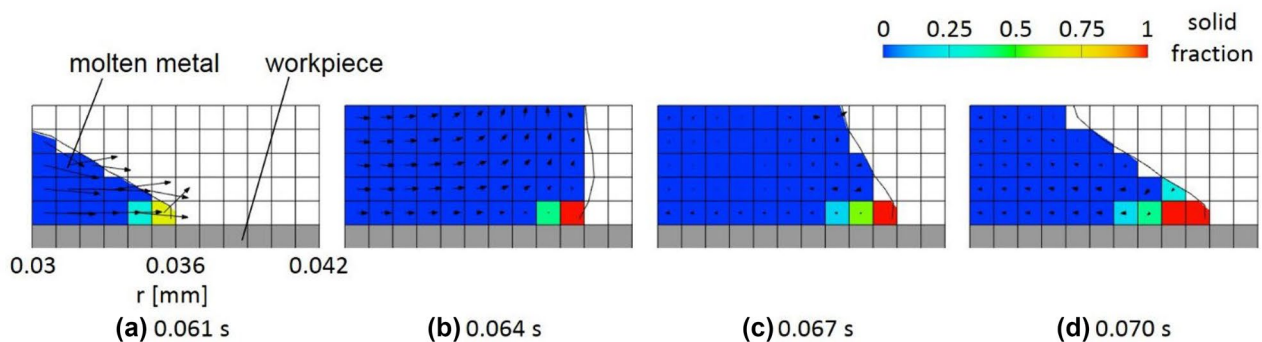 0 0.25 0.5 0.75 1 solid
fraction
molten metal workpiece
0.03 0.036 0.042
r [mm]
(a) 0.061 s (b) 0.064 s (c) 0.067 s (d) 0.070 s